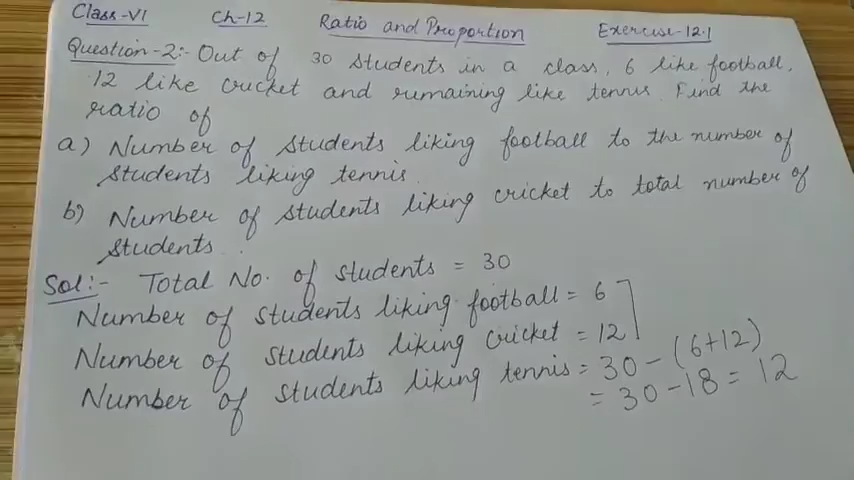 Class-VI Ch-12 Ratio and Proportion Exercise-12.1
Question-2:- Out of 30 students in a class, 6 like football,
12 like cricket and remaining like tennis. Find the
ratio of
a) Number of students liking football to the number of
students liking tennis.
b) Number of students liking cricket to total number of
students.
Sol:- Total No. of students = 30
Number of students liking football = 6
Number of students liking cricket = 12
Number of students liking tennis = 30 - (6+12)
= 30 - 18 = 12